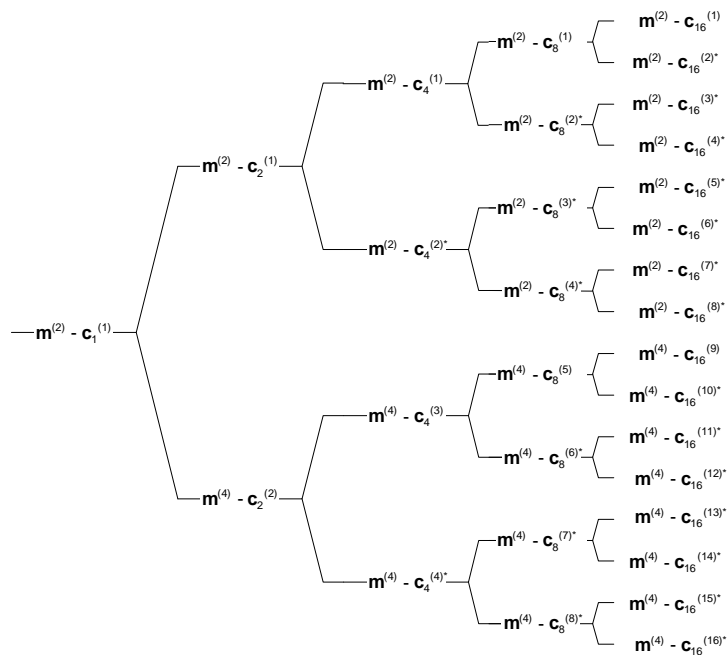 m(2) - c16(1)
m(2) - c8(1)
m(2) - c16(2)*
m(2) - c4(1)
m(2) - c16(3)*
m(2) - c8(2)*
m(2) - c16(4)*
m(2) - c2(1)
m(2) - c16(5)*
m(2) - c8(3)*
m(2) - c16(6)*
m(2) - c4(2)*
m(2) - c16(7)*
m(2) - c8(4)*
m(2) - c16(8)*
m(2) - c1(1)
m(4) - c16(9)
m(4) - c8(5)
m(4) - c16(10)*
m(4) - c4(3)
m(4) - c16(11)*
m(4) - c8(6)*
m(4) - c16(12)*
m(4) - c2(2)
m(4) - c16(13)*
m(4) - c8(7)*
m(4) - c16(14)*
m(4) - c4(4)*
m(4) - c16(15)*
m(4) - c8(8)*
m(4) - c16(16)*